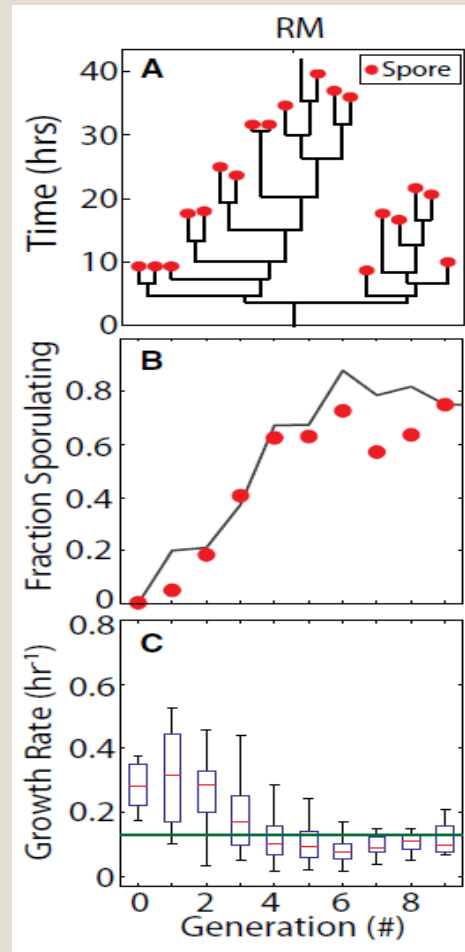 RM
A
Spore
Time (hrs)
40
30
20
10
0
B
Fraction Sporulating
0.8
0.6
0.4
0.2
0
C
Growth Rate (hr⁻¹)
0.8
0.6
0.4
0.2
0
0 2 4 6 8
Generation (#)